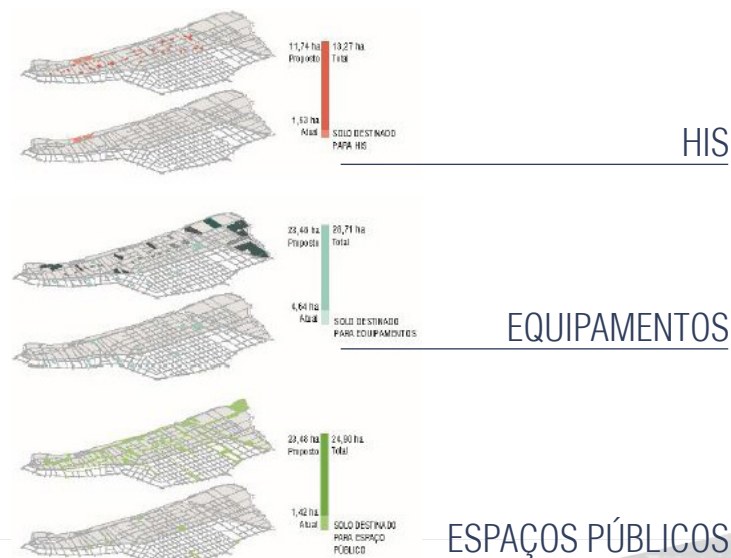 11,74 ha 13,27 ha
Proposto Total
1,53 ha
Atual SOLO DESTINADO
PARA HIS
HIS
23,40 ha 28,71 ha
Proposto Total
4,64 ha
Atual SOLO DESTINADO
PARA EQUIPAMENTOS
EQUIPAMENTOS
23,48 ha 24,90 ha
Proposto Total
1,42 ha
Atual SOLO DESTINADO
PARA ESPAÇO
PÚBLICO
ESPAÇOS PÚBLICOS